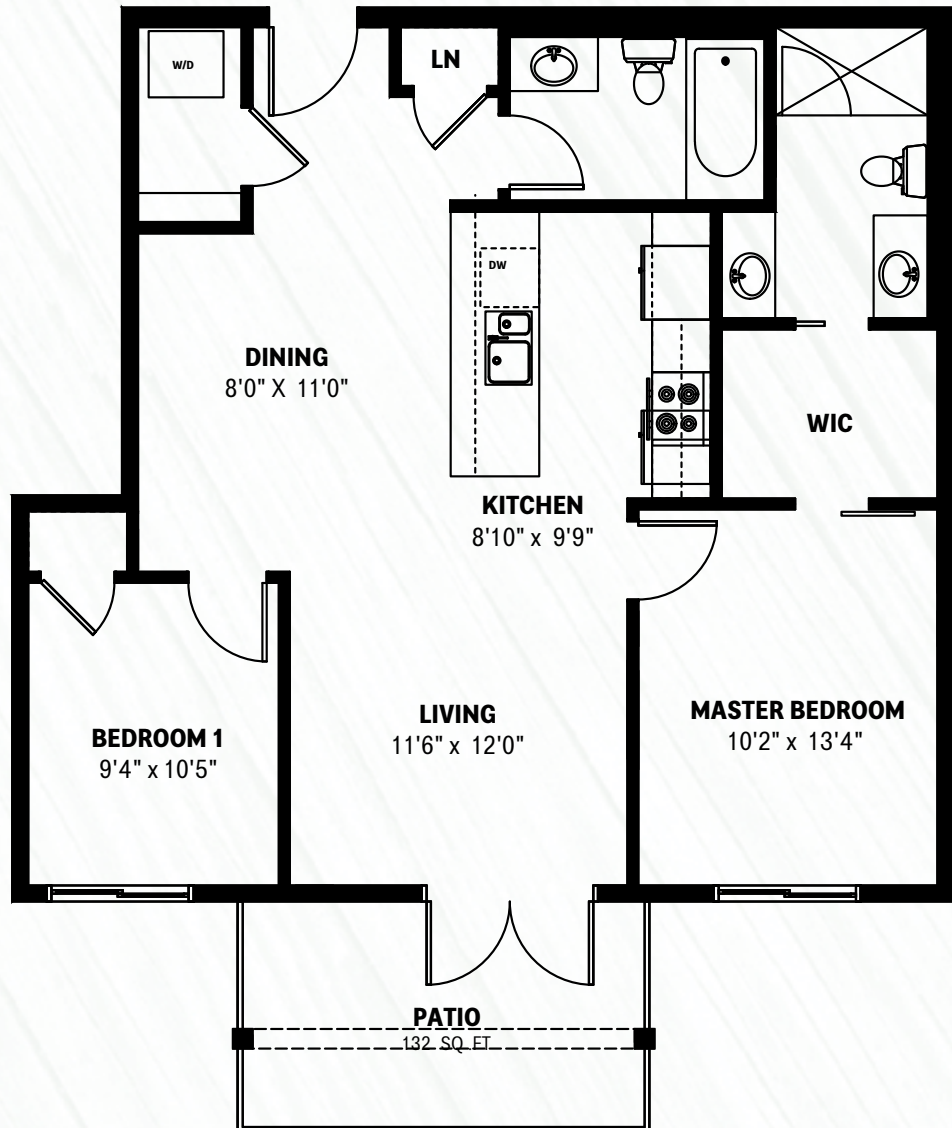 W/D
LN
DW
DINING
8'0" X 11'0"
WIC
KITCHEN
8'10" x 9'9"
BEDROOM 1
9'4" x 10'5"
LIVING
11'6" x 12'0"
MASTER BEDROOM
10'2" x 13'4"
PATIO
132 SQ.FT